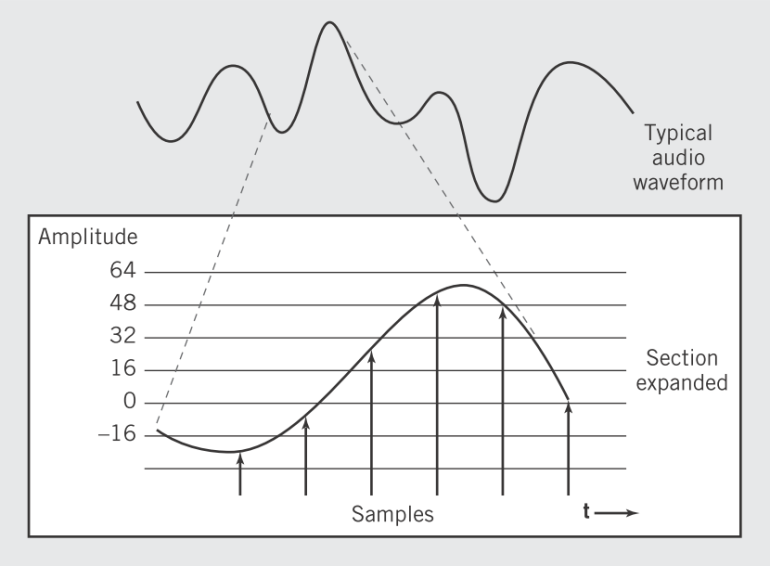 Typical
audio
waveform
Amplitude
64
48
32
16
0
–16
Section
expanded
Samples
t